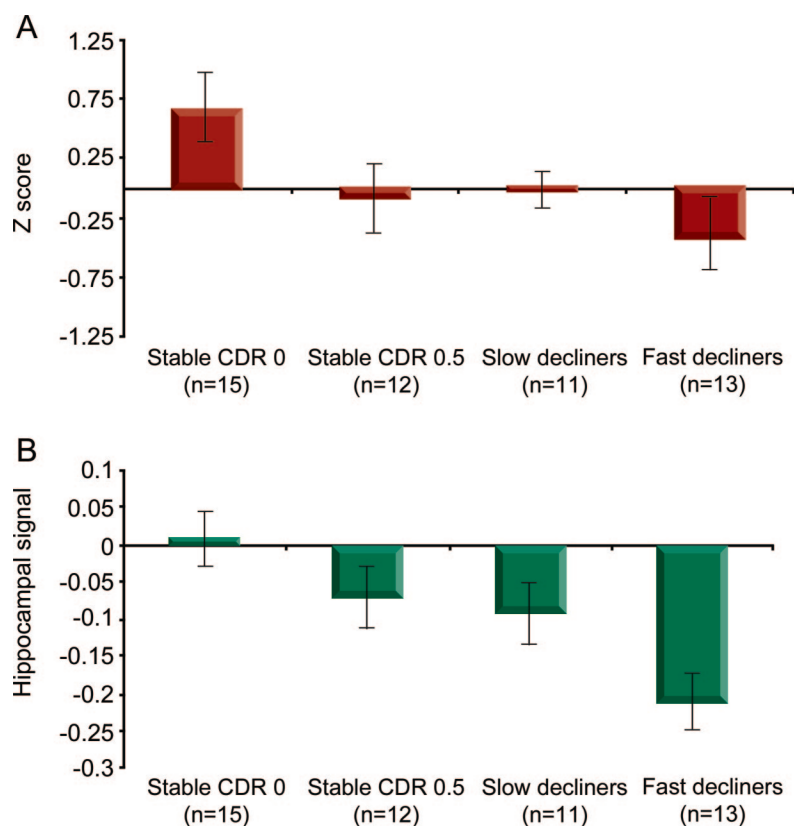 A
1.25
0.75
0.25
-0.25
-0.75
-1.25
Z score
Stable CDR 0 Stable CDR 0.5 Slow decliners Fast decliners
(n=15) (n=12) (n=11) (n=13)
B
0.1
0.05
0
-0.05
-0.1
-0.15
-0.2
-0.25
-0.3
Hippocampal signal
Stable CDR 0 Stable CDR 0.5 Slow decliners Fast decliners
(n=15) (n=12) (n=11) (n=13)